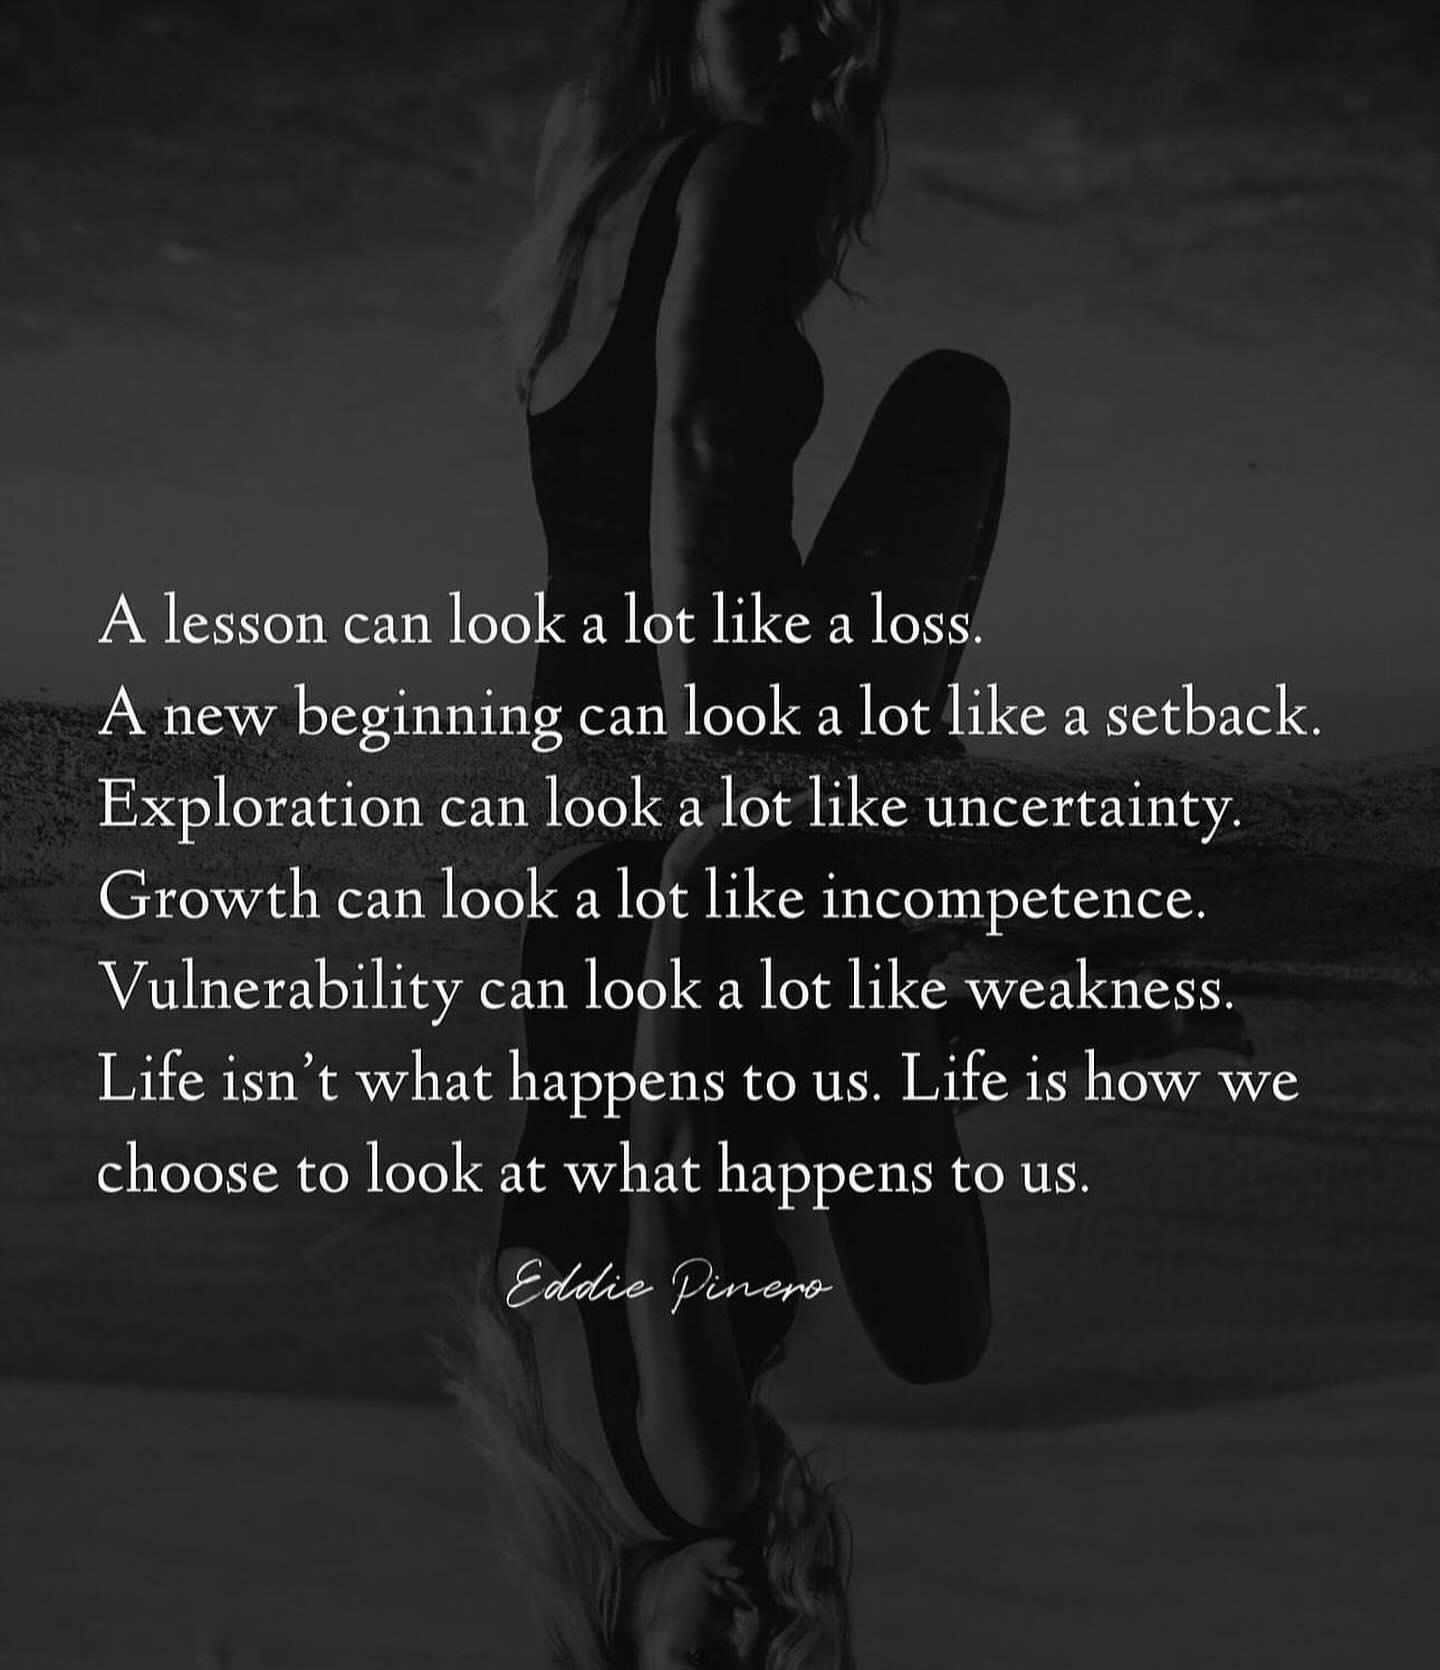 A lesson can look a lot like a loss.
A new beginning can look a lot like a setback.
Exploration can look a lot like uncertainty.
Growth can look a lot like incompetence.
Vulnerability can look a lot like weakness.
Life isn’t what happens to us. Life is how we
choose to look at what happens to us.
Eddie Pinero